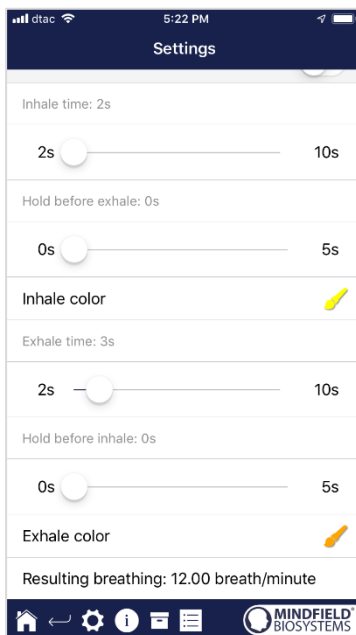 dtac 5:22 PM
Settings
Inhale time: 2s
2s 10s
Hold before exhale: 0s
0s 5s
Inhale color
Exhale time: 3s
2s 10s
Hold before inhale: 0s
0s 5s
Exhale color
Resulting breathing: 12.00 breath/minute
MINDFIELD®
BIOSYSTEMS